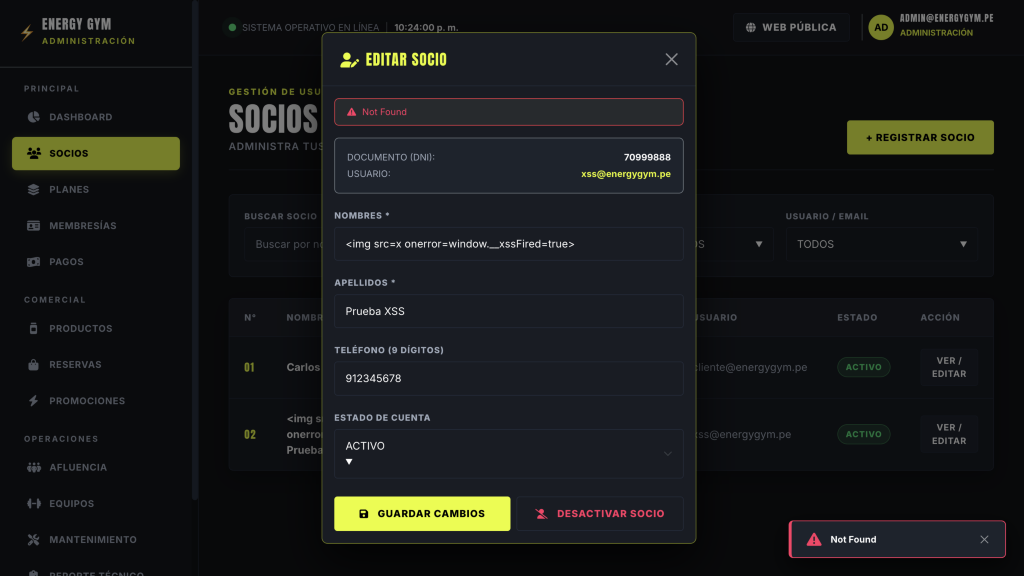 ENERGY GYM
ADMINISTRACIÓN
PRINCIPAL
DASHBOARD
SOCIOS
PLANES
MEMBRESÍAS
PAGOS
COMERCIAL
PRODUCTOS
RESERVAS
PROMOCIONES
OPERACIONES
AFLUENCIA
EQUIPOS
MANTENIMIENTO
REPORTE TÉCNICO
SISTEMA OPERATIVO EN LÍNEA
10:24:00 p. m.
WEB PÚBLICA
AD
ADMIN@ENERGYGYM.PE
ADMINISTRACIÓN
GESTIÓN DE USU
SOCIOS
ADMINISTRA TUS
+ REGISTRAR SOCIO
BUSCAR SOCIO
Buscar por no
OS ▼
USUARIO / EMAIL
TODOS ▼
N° NOMBR USUARIO ESTADO ACCIÓN
01 Carlos cliente@energygym.pe ACTIVO VER / EDITAR
02 <img s
onerror
Prueba
xss@energygym.pe ACTIVO VER / EDITAR
EDITAR SOCIO
Not Found
DOCUMENTO (DNI): 70999888
USUARIO: xss@energygym.pe
NOMBRES *
<img src=x onerror=window.__xssFired=true>
APELLIDOS *
Prueba XSS
TELÉFONO (9 DÍGITOS)
912345678
ESTADO DE CUENTA
ACTIVO
▼
GUARDAR CAMBIOS
DESACTIVAR SOCIO
Not Found